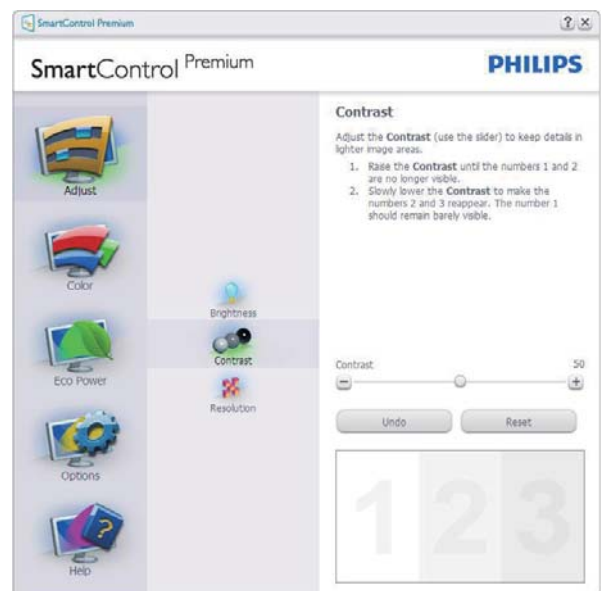 SmartControl Premium
SmartControl Premium
PHILIPS
Adjust
Color
Eco Power
Options
Help
Brightness
Contrast
Resolution
Contrast
Adjust the Contrast (use the slider) to keep details in
lighter image areas.
1. Raise the Contrast until the numbers 1 and 2
are no longer visible.
2. Slowly lower the Contrast to make the
numbers 2 and 3 reappear. The number 1
should remain barely visible.
Contrast 50
Undo Reset
1 2 3